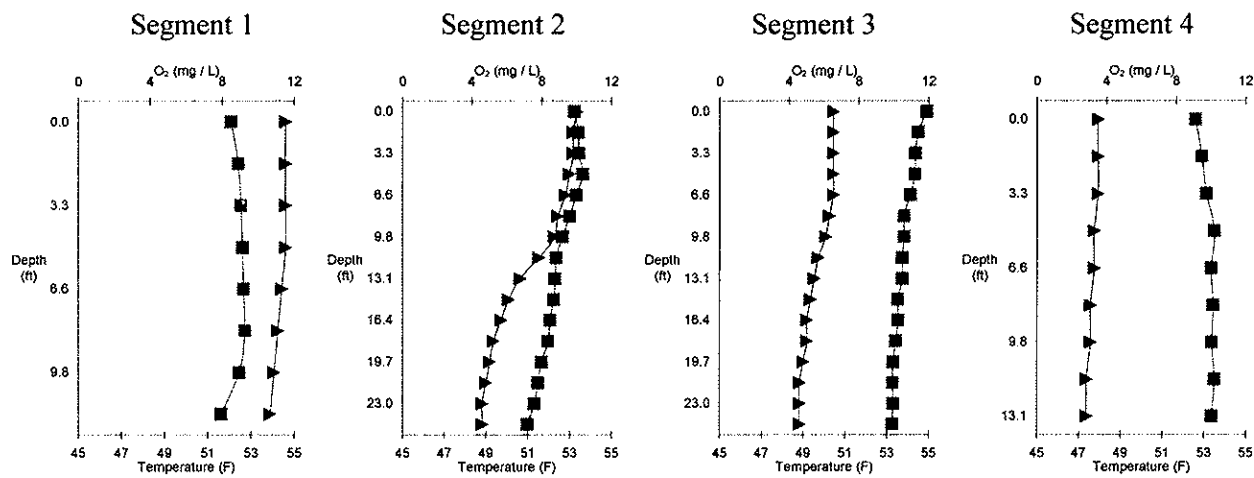 Segment 1
O₂ (mg / L)
0 4 8 12
0.0
3.3
Depth
(ft)
6.6
9.8
45 47 49 51 53 55
Temperature (F)
Segment 2
O₂ (mg / L)
0 4 8 12
0.0
3.3
6.6
9.8
Depth
(ft)
13.1
16.4
19.7
23.0
45 47 49 51 53 55
Temperature (F)
Segment 3
O₂ (mg / L)
0 4 8 12
0.0
3.3
6.6
9.8
Depth
(ft)
13.1
16.4
19.7
23.0
45 47 49 51 53 55
Temperature (F)
Segment 4
O₂ (mg / L)
0 4 8 12
0.0
3.3
Depth
(ft)
6.6
9.8
13.1
45 47 49 51 53 55
Temperature (F)